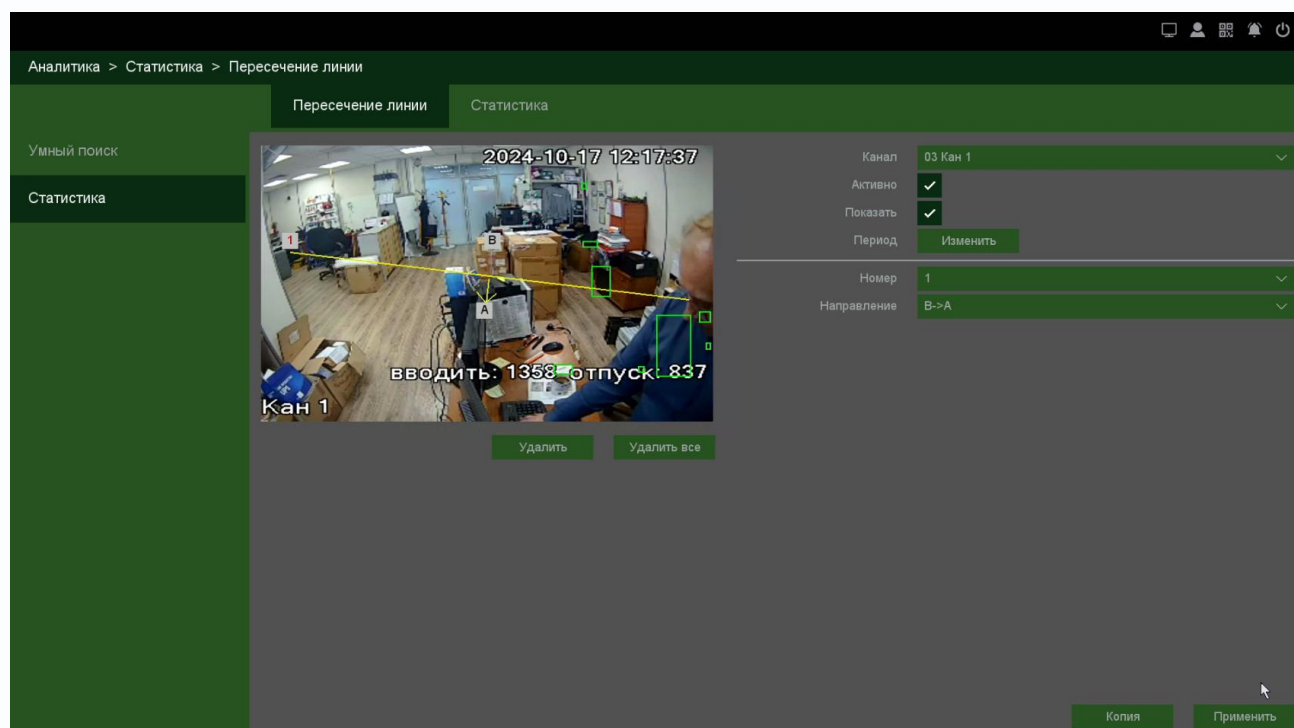 Аналитика > Статистика > Пересечение линии
Пересечение линии
Статистика
Умный поиск
Статистика
2024-10-17 12:17:37
1
B
A
вводить: 1358 отпуск: 837
Кан 1
Удалить
Удалить все
Канал
03 Кан 1
Активно
Показать
Период
Изменить
Номер
1
Направление
B->A
Копия
Применить